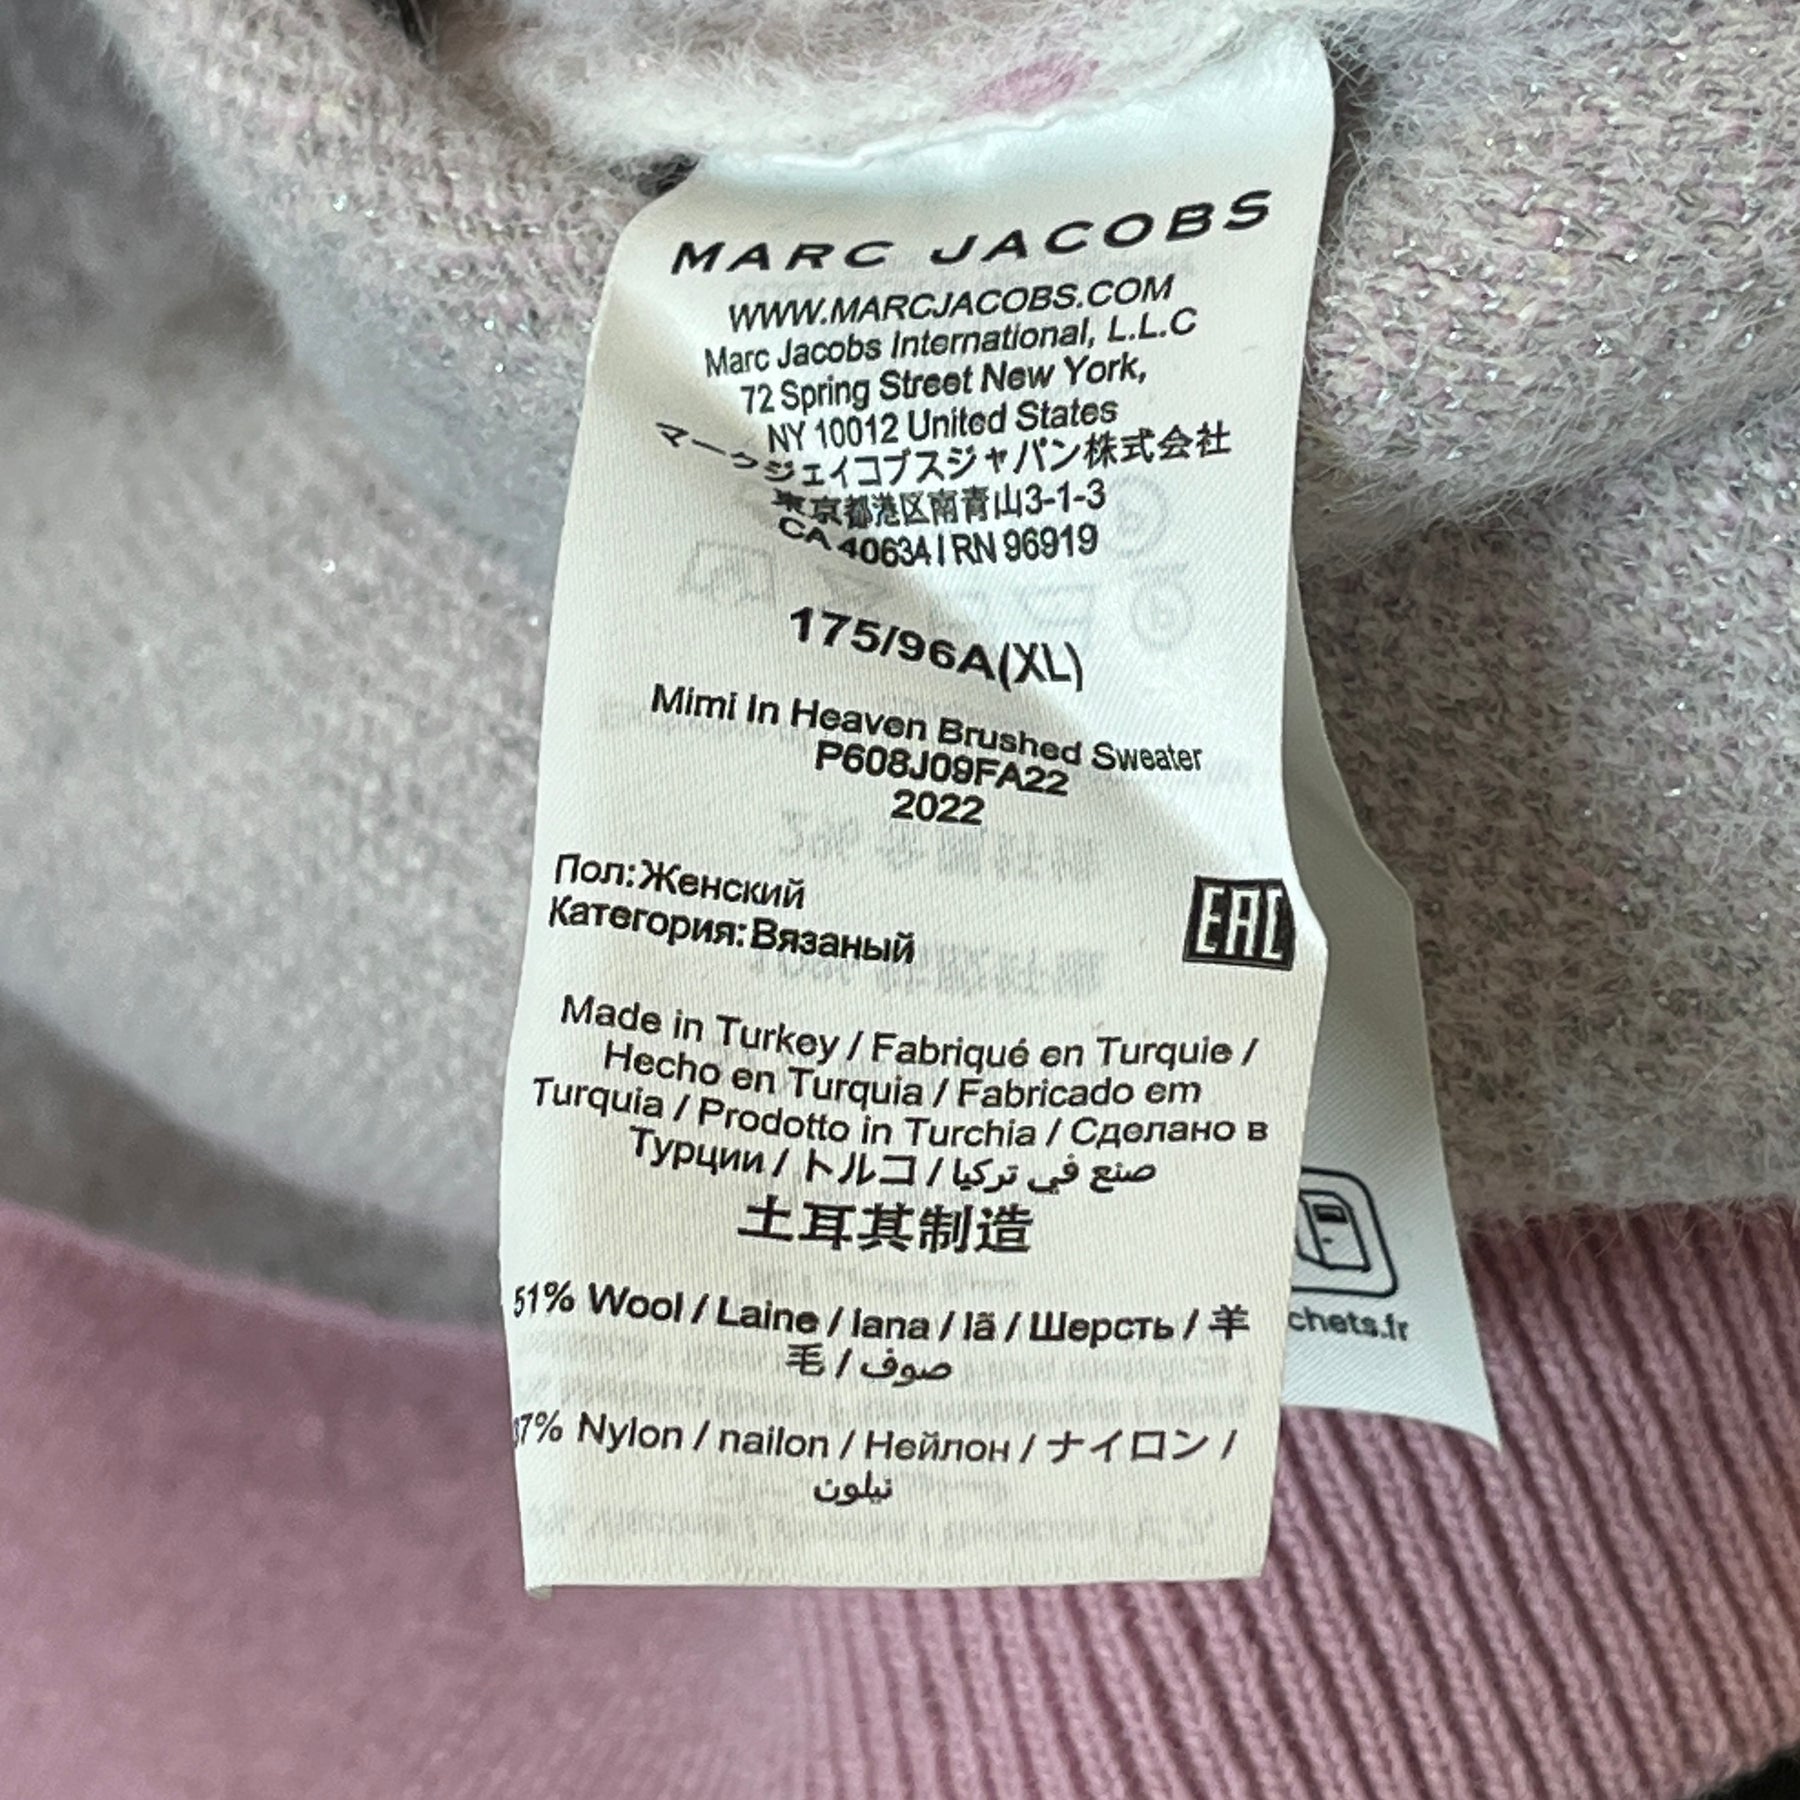 MARC JACOBS
WWW.MARCJACOBS.COM
Marc Jacobs International, L.L.C
72 Spring Street New York,
NY 10012 United States
マークジェイコブスジャパン株式会社
東京都港区南青山3-1-3
CA 40634 I RN 96919
175/96A(XL)
Mimi In Heaven Brushed Sweater
P608J09FA22
2022
Пол:Женский
Категория:Вязаный
EAC
Made in Turkey / Fabriqué en Turquie /
Hecho en Turquia / Fabricado em
Turquia / Prodotto in Turchia / Сделано в
Турции / トルコ / صنع في تركيا
土耳其制造
51% Wool / Laine / lana / lã / Шерсть / 羊
毛 / صوف
37% Nylon / nailon / Нейлон / ナイロン /
نيلون
chets.fr